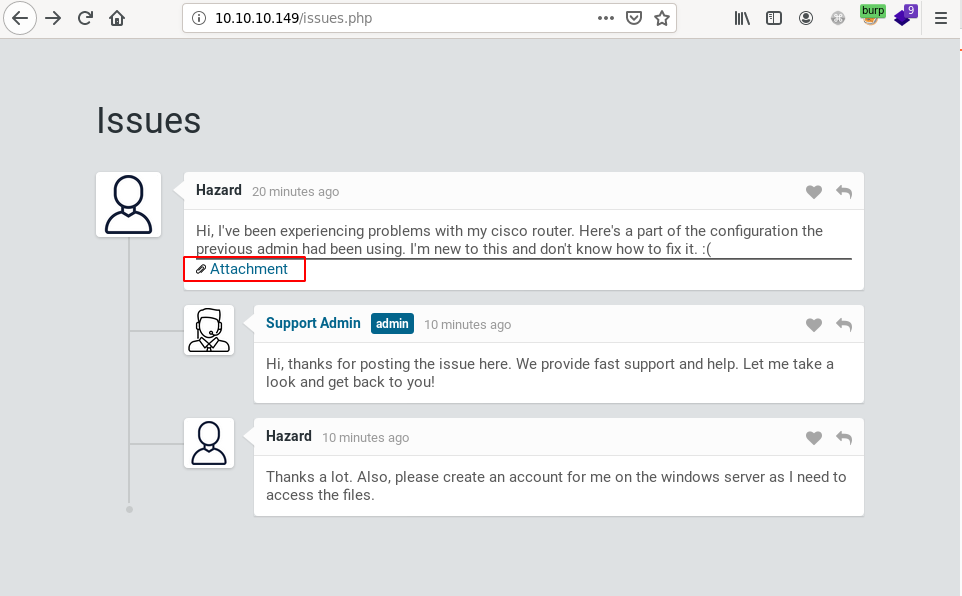 10.10.10.149/issues.php
burp
9
Issues
Hazard 20 minutes ago
Hi, I've been experiencing problems with my cisco router. Here's a part of the configuration the
previous admin had been using. I'm new to this and don't know how to fix it. :(
Attachment
Support Admin admin 10 minutes ago
Hi, thanks for posting the issue here. We provide fast support and help. Let me take a
look and get back to you!
Hazard 10 minutes ago
Thanks a lot. Also, please create an account for me on the windows server as I need to
access the files.